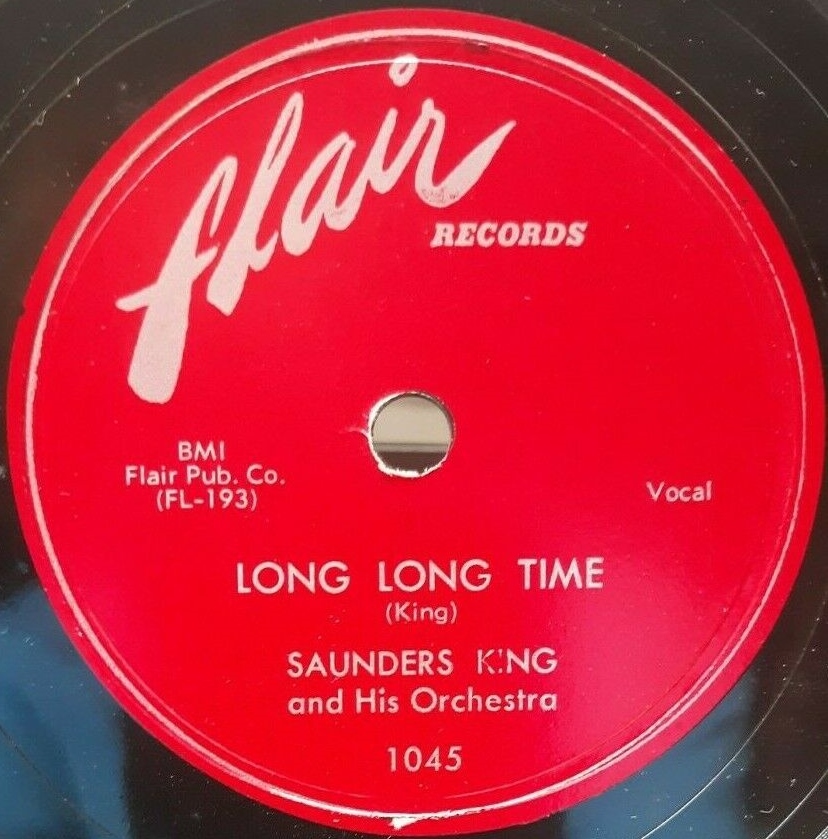 flair
RECORDS
BMI
Flair Pub. Co.
(FL-193)
Vocal
LONG LONG TIME
(King)
SAUNDERS KING
and His Orchestra
1045